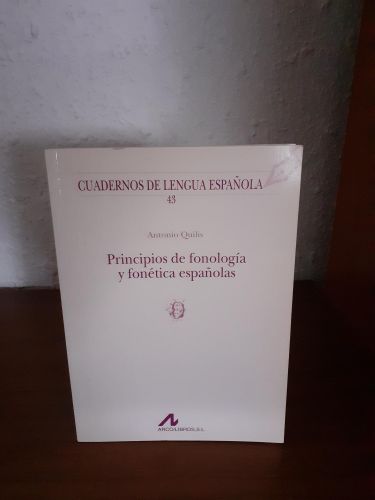 CUADERNOS DE LENGUA ESPAÑOLA
43
Antonio Quilis
Principios de fonología
y fonética españolas
ARCO/LIBROS, S.L.